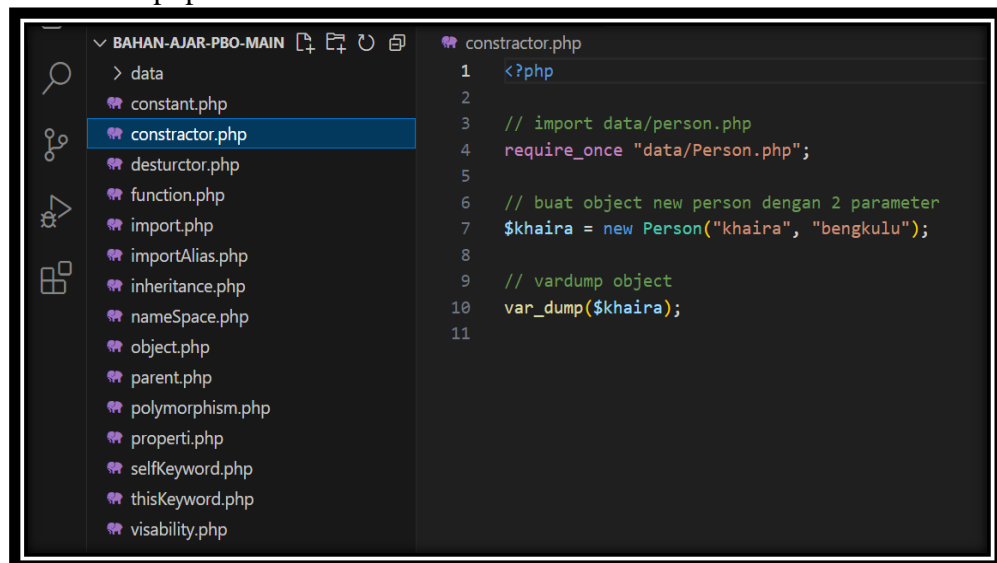 BAHAN-AJAR-PBO-MAIN
data
constant.php
constractor.php
desturctor.php
function.php
import.php
importAlias.php
inheritance.php
nameSpace.php
object.php
parent.php
polymorphism.php
properti.php
selfKeyword.php
thisKeyword.php
visability.php
constractor.php
1 <?php
2
3 // import data/person.php
4 require_once "data/Person.php";
5
6 // buat object new person dengan 2 parameter
7 $khaira = new Person("khaira", "bengkulu");
8
9 // vardump object
10 var_dump($khaira);
11